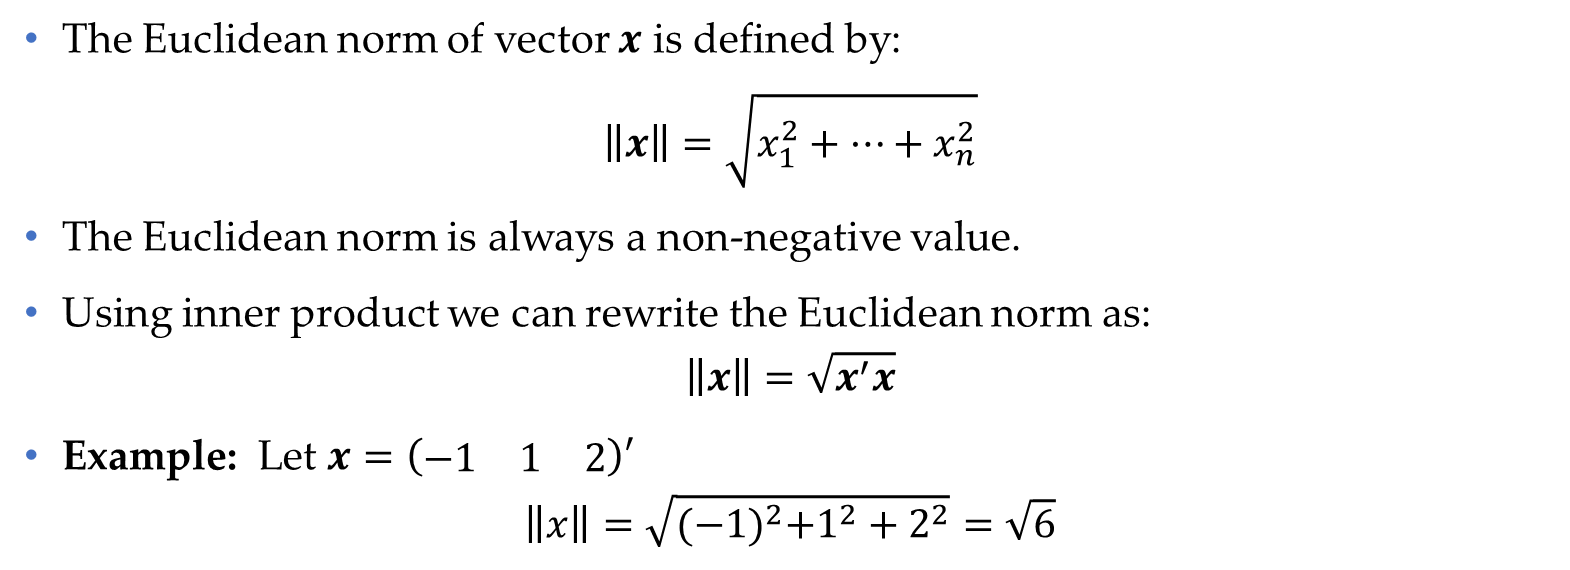 • The Euclidean norm of vector 𝒙 is defined by:
‖𝒙‖ = √(x₁² + ⋯ + xₙ²)
• The Euclidean norm is always a non-negative value.
• Using inner product we can rewrite the Euclidean norm as:
‖𝒙‖ = √𝒙′𝒙
• Example: Let 𝒙 = (−1 1 2)′
‖x‖ = √((−1)²+1² + 2²) = √6